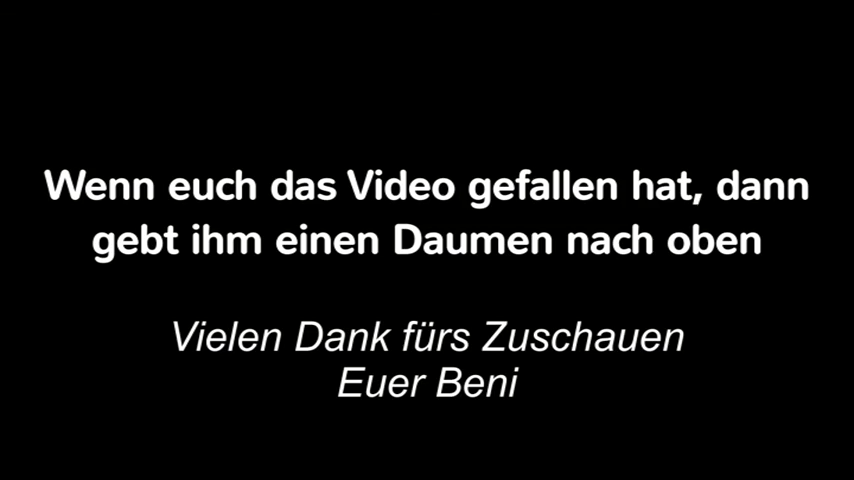 Wenn euch das Video gefallen hat, dann
gebt ihm einen Daumen nach oben
Vielen Dank fürs Zuschauen
Euer Beni